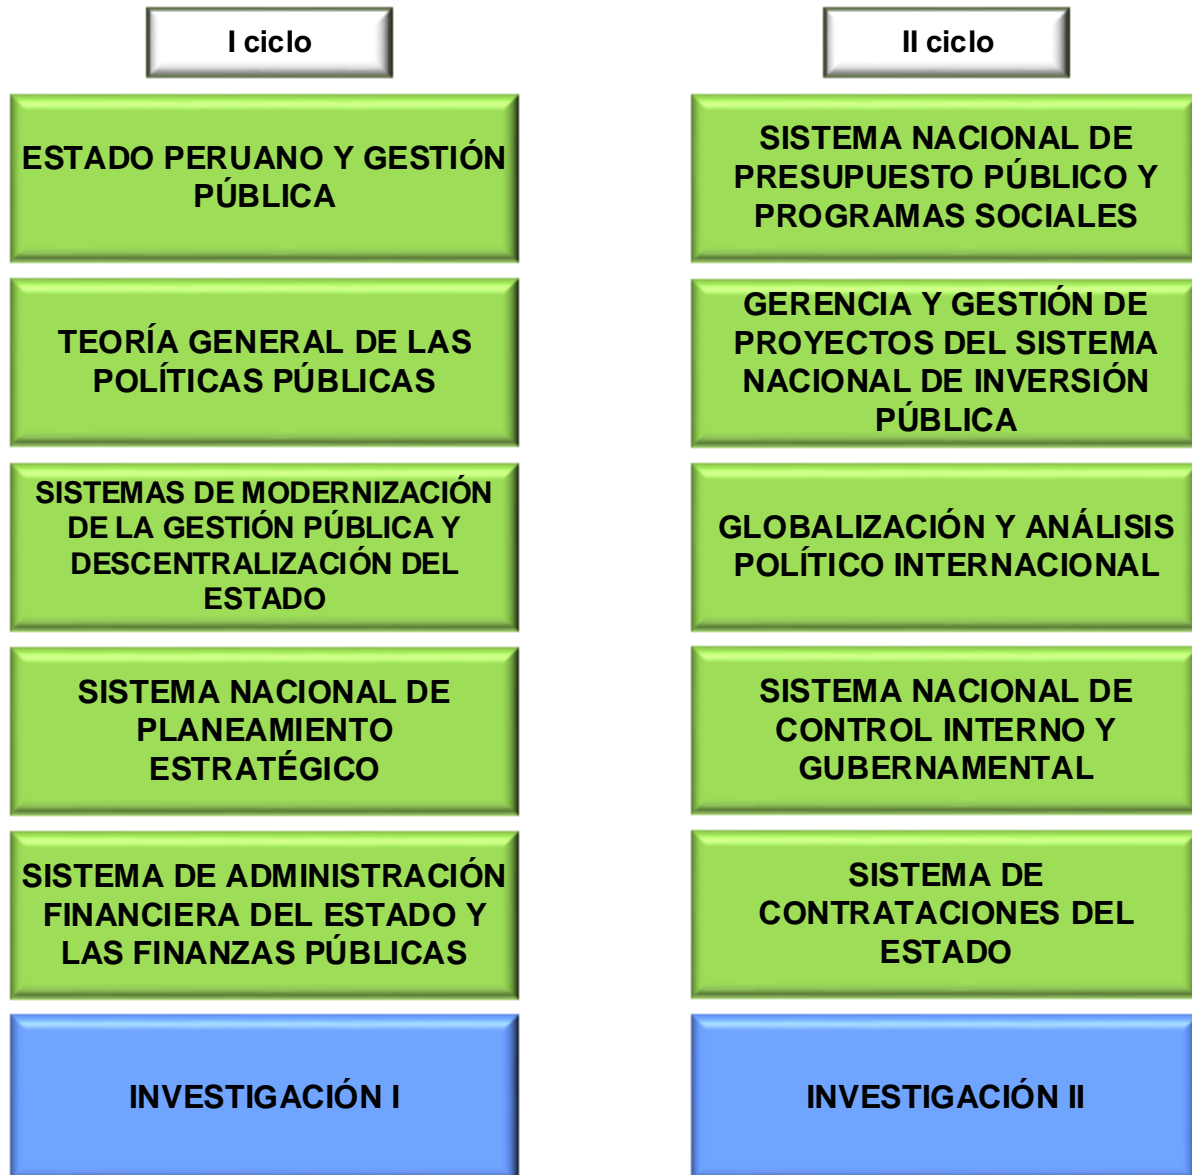 I ciclo
ESTADO PERUANO Y GESTIÓN
PÚBLICA
TEORÍA GENERAL DE LAS
POLÍTICAS PÚBLICAS
SISTEMAS DE MODERNIZACIÓN
DE LA GESTIÓN PÚBLICA Y
DESCENTRALIZACIÓN DEL
ESTADO
SISTEMA NACIONAL DE
PLANEAMIENTO
ESTRATÉGICO
SISTEMA DE ADMINISTRACIÓN
FINANCIERA DEL ESTADO Y
LAS FINANZAS PÚBLICAS
INVESTIGACIÓN I
II ciclo
SISTEMA NACIONAL DE
PRESUPUESTO PÚBLICO Y
PROGRAMAS SOCIALES
GERENCIA Y GESTIÓN DE
PROYECTOS DEL SISTEMA
NACIONAL DE INVERSIÓN
PÚBLICA
GLOBALIZACIÓN Y ANÁLISIS
POLÍTICO INTERNACIONAL
SISTEMA NACIONAL DE
CONTROL INTERNO Y
GUBERNAMENTAL
SISTEMA DE
CONTRATACIONES DEL
ESTADO
INVESTIGACIÓN II